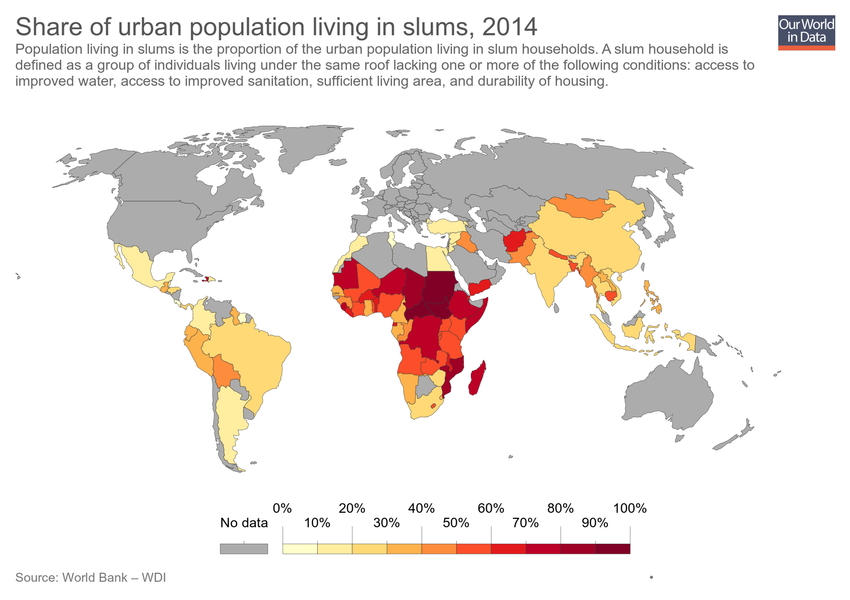 Share of urban population living in slums, 2014
Our World
in Data
Population living in slums is the proportion of the urban population living in slum households. A slum household is
defined as a group of individuals living under the same roof lacking one or more of the following conditions: access to
improved water, access to improved sanitation, sufficient living area, and durability of housing.
0% 20% 40% 60% 80% 100%
No data 10% 30% 50% 70% 90%
Source: World Bank – WDI